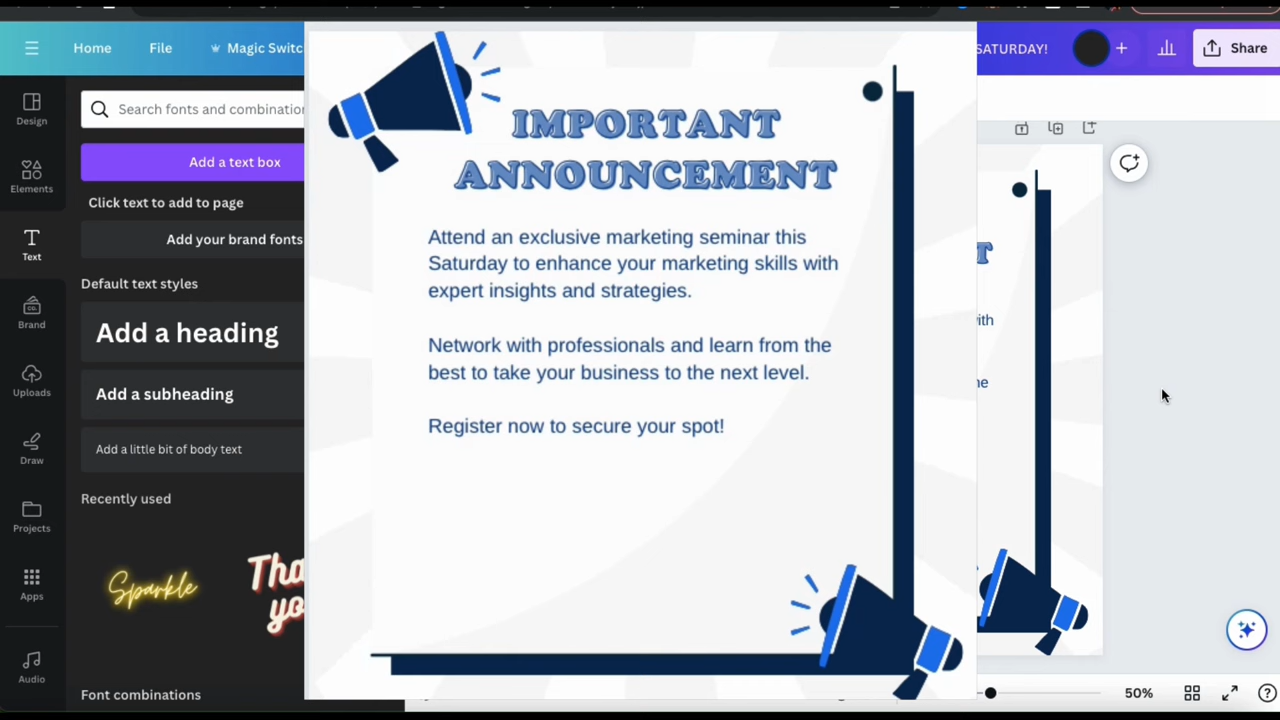 Home
File
Magic Switc
SATURDAY!
Share
Design
Elements
Text
Brand
Uploads
Draw
Projects
Apps
Audio
Search fonts and combination
Add a text box
Click text to add to page
Add your brand fonts
Default text styles
Add a heading
Add a subheading
Add a little bit of body text
Recently used
Sparkle
Tha
yo
Font combinations
IMPORTANT
ANNOUNCEMENT
Attend an exclusive marketing seminar this
Saturday to enhance your marketing skills with
expert insights and strategies.
Network with professionals and learn from the
best to take your business to the next level.
Register now to secure your spot!
T
ith
ne
50%